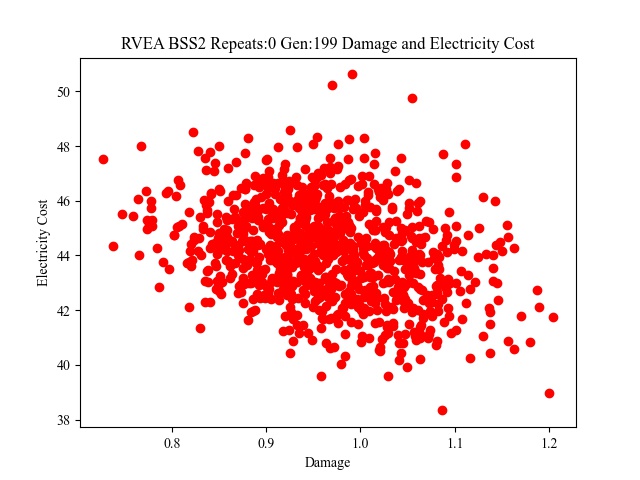 RVEA BSS2 Repeats:0 Gen:199 Damage and Electricity Cost
50
48
46
44
42
40
38
Electricity Cost
0.8 0.9 1.0 1.1 1.2
Damage